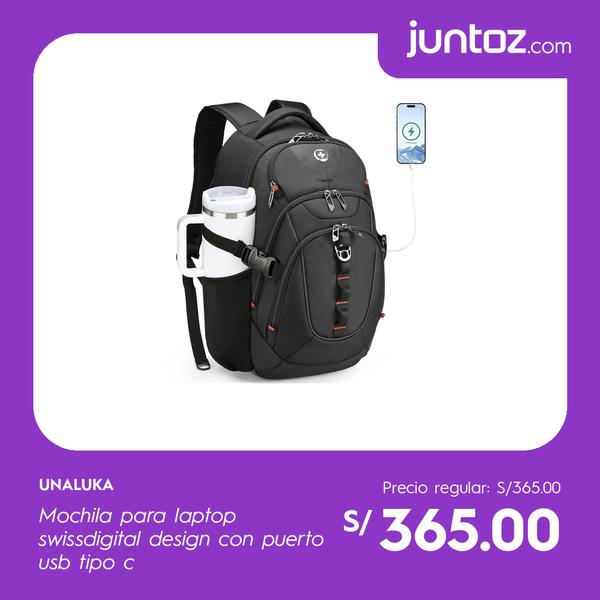 juntoz.com
UNALUKA
Mochila para laptop
swissdigital design con puerto
usb tipo c
Precio regular: S/365.00
S/ 365.00